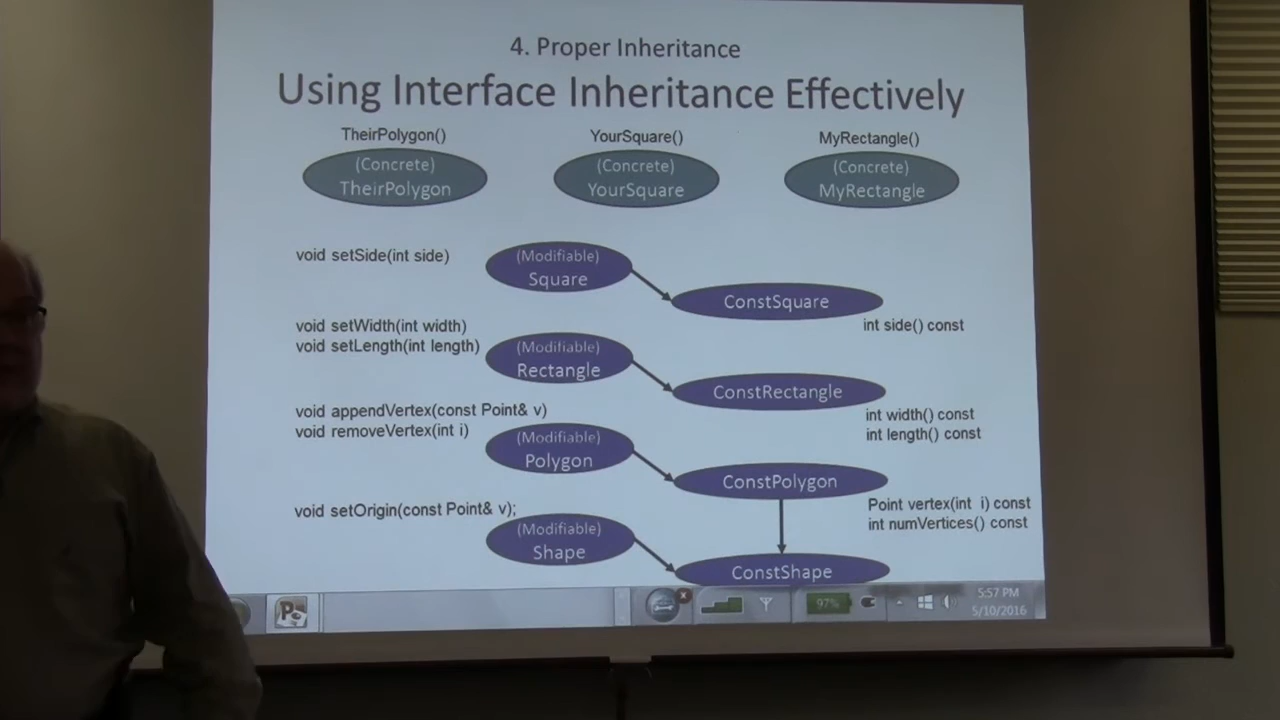 4. Proper Inheritance
Using Interface Inheritance Effectively
TheirPolygon()
YourSquare()
MyRectangle()
(Concrete)
TheirPolygon
(Concrete)
YourSquare
(Concrete)
MyRectangle
void setSide(int side)
(Modifiable)
Square
ConstSquare
int side() const
void setWidth(int width)
void setLength(int length)
(Modifiable)
Rectangle
ConstRectangle
int width() const
int length() const
void appendVertex(const Point& v)
void removeVertex(int i)
(Modifiable)
Polygon
ConstPolygon
Point vertex(int i) const
int numVertices() const
void setOrigin(const Point& v);
(Modifiable)
Shape
ConstShape
97%
5:57 PM
5/10/2016